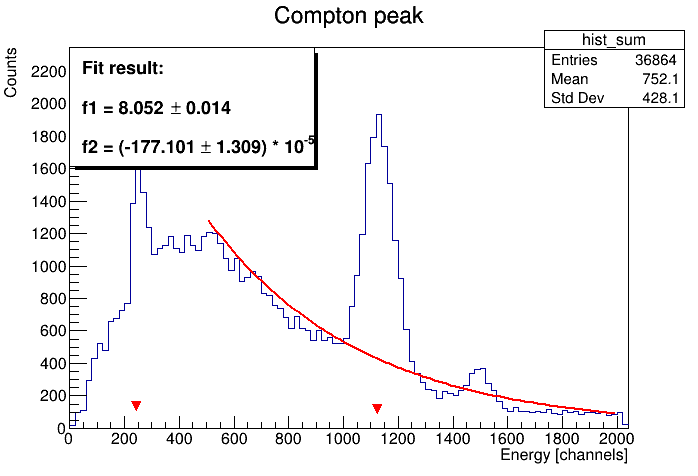 Compton peak
hist_sum
Entries 36864
Mean 752.1
Std Dev 428.1
Fit result:
f1 = 8.052 ± 0.014
f2 = (-177.101 ± 1.309) * 10⁻⁵
Counts
2200
2000
1800
1600
1400
1200
1000
800
600
400
200
0
0 200 400 600 800 1000 1200 1400 1600 1800 2000
Energy [channels]